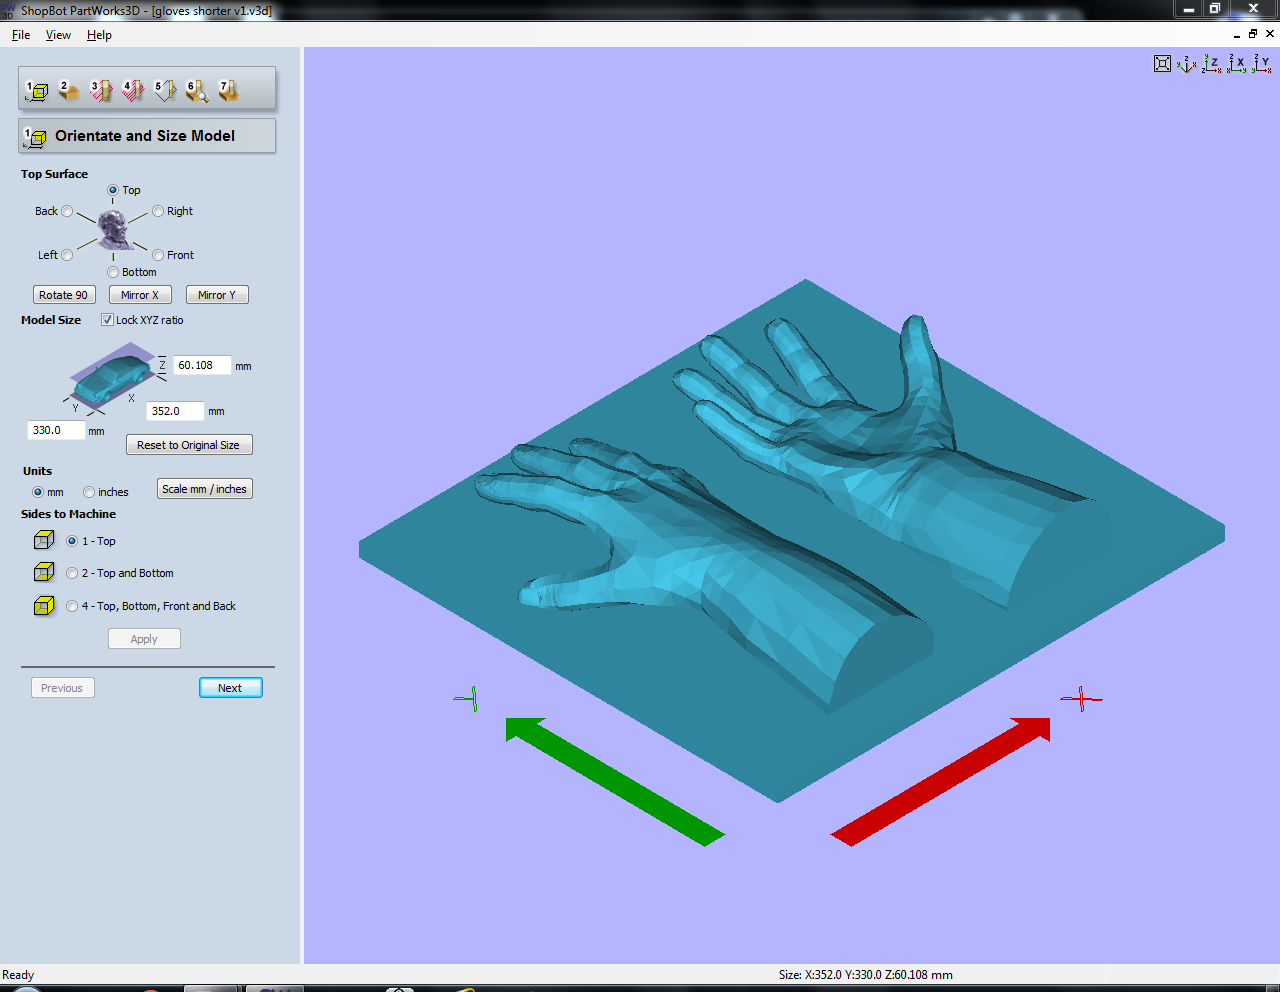 ShopBot PartWorks3D - [gloves shorter v1.v3d]
File View Help
1 2 3 4 5 6 7
Z X Y
1 Orientate and Size Model
Top Surface
Top
Back Right
Left Front
Bottom
Rotate 90 Mirror X Mirror Y
Model Size Lock XYZ ratio
Z 60.108 mm
X
Y 352.0 mm
330.0 mm
Reset to Original Size
Units
mm inches Scale mm / inches
Sides to Machine
1 - Top
2 - Top and Bottom
4 - Top, Bottom, Front and Back
Apply
Previous Next
Ready Size: X:352.0 Y:330.0 Z:60.108 mm